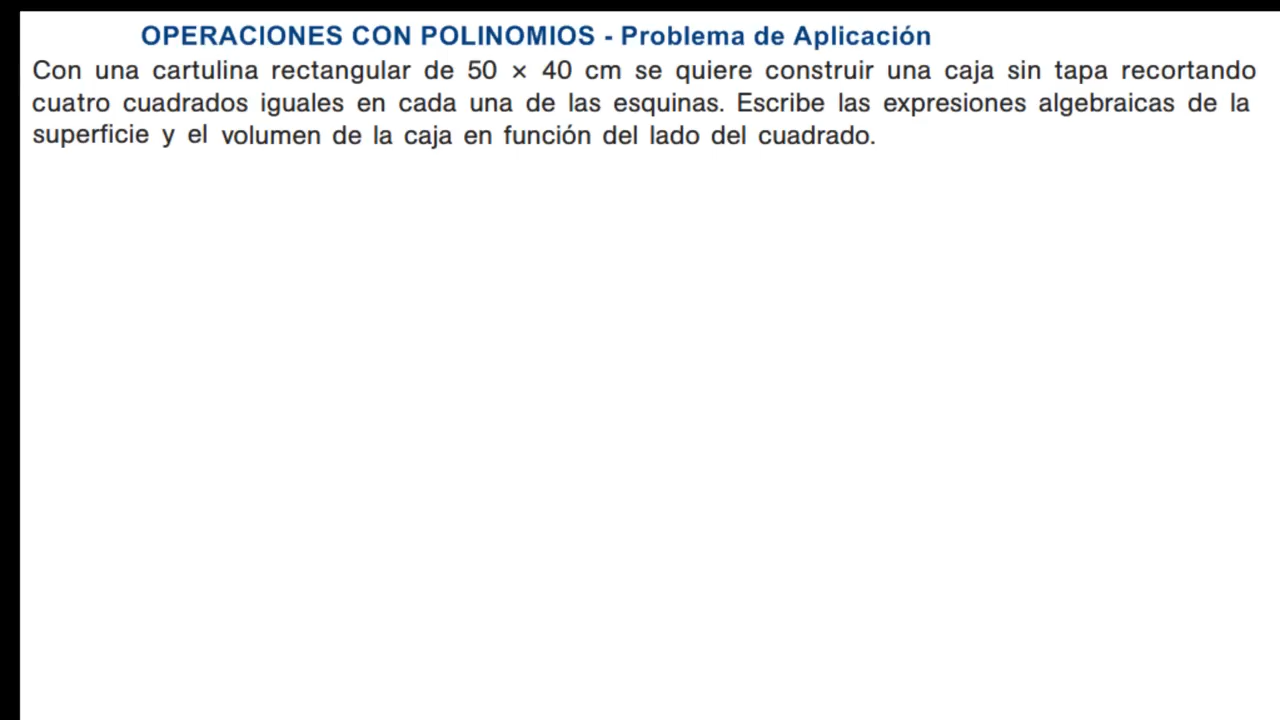 OPERACIONES CON POLINOMIOS - Problema de Aplicación
Con una cartulina rectangular de 50 × 40 cm se quiere construir una caja sin tapa recortando
cuatro cuadrados iguales en cada una de las esquinas. Escribe las expresiones algebraicas de la
superficie y el volumen de la caja en función del lado del cuadrado.